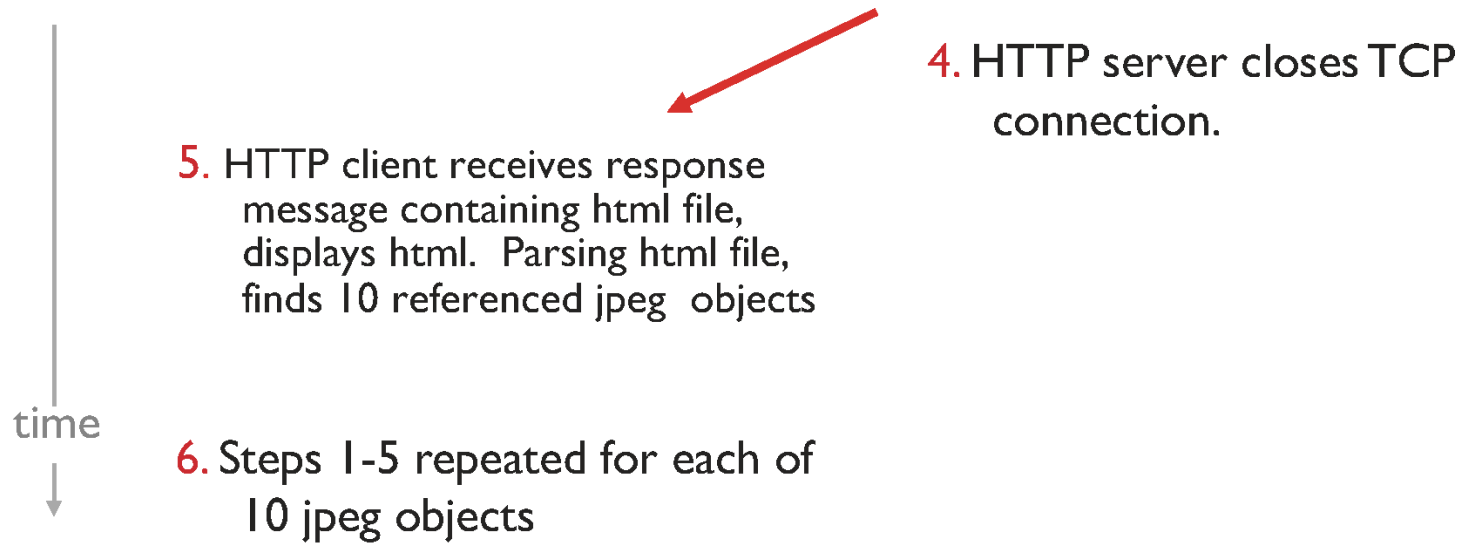 4. HTTP server closes TCP
connection.
5. HTTP client receives response
message containing html file,
displays html. Parsing html file,
finds 10 referenced jpeg objects
time
6. Steps 1-5 repeated for each of
10 jpeg objects